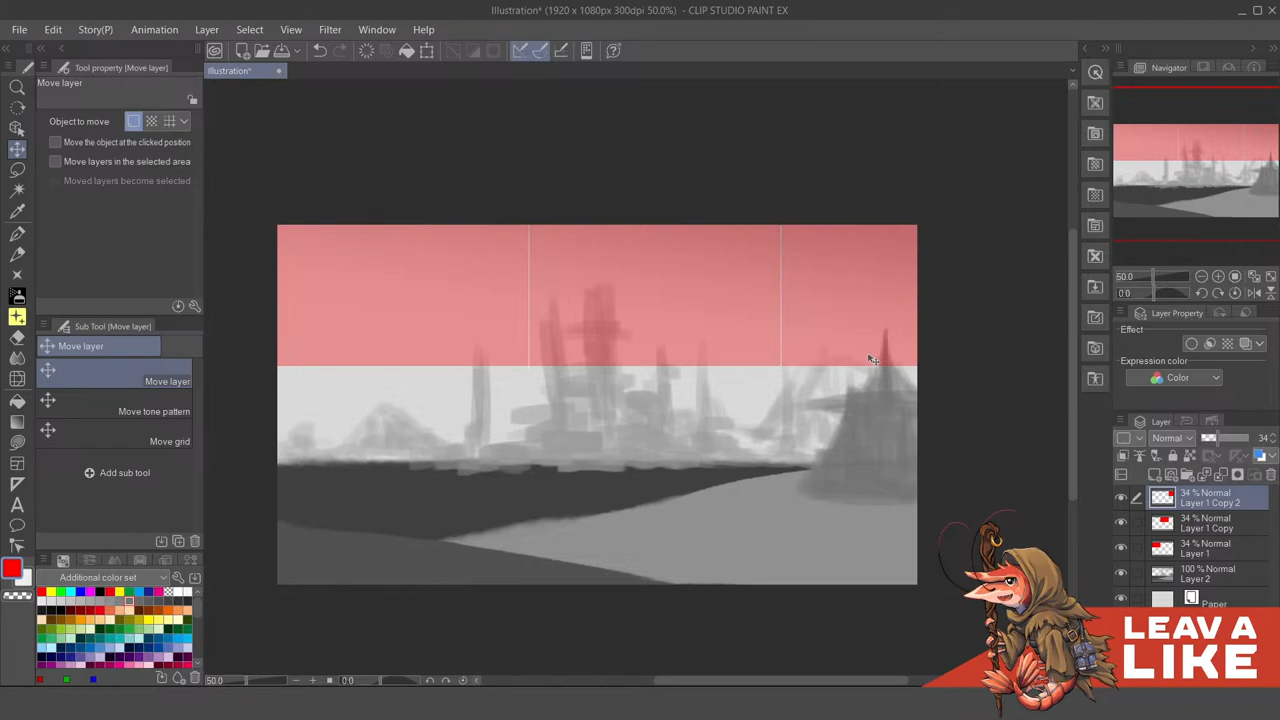 Illustration* (1920 x 1080px 300dpi 50.0%) - CLIP STUDIO PAINT EX
File Edit Story(P) Animation Layer Select View Filter Window Help
Tool property [Move layer]
Illustration*
Navigator
Move layer
Object to move
Move the object at the clicked position
Move layers in the selected area
Moved layers become selected
50.0
0.0
Layer Property
Effect
Expression color
Color
Sub Tool [Move layer]
Move layer
Move layer
Move tone pattern
Move grid
Add sub tool
Layer
Normal 34
34 % Normal
Layer 1 Copy 2
34 % Normal
Layer 1 Copy
34 % Normal
Layer 1
100 % Normal
Layer 2
Paper
Additional color set
50.0
0.0
LEAV A
LIKE